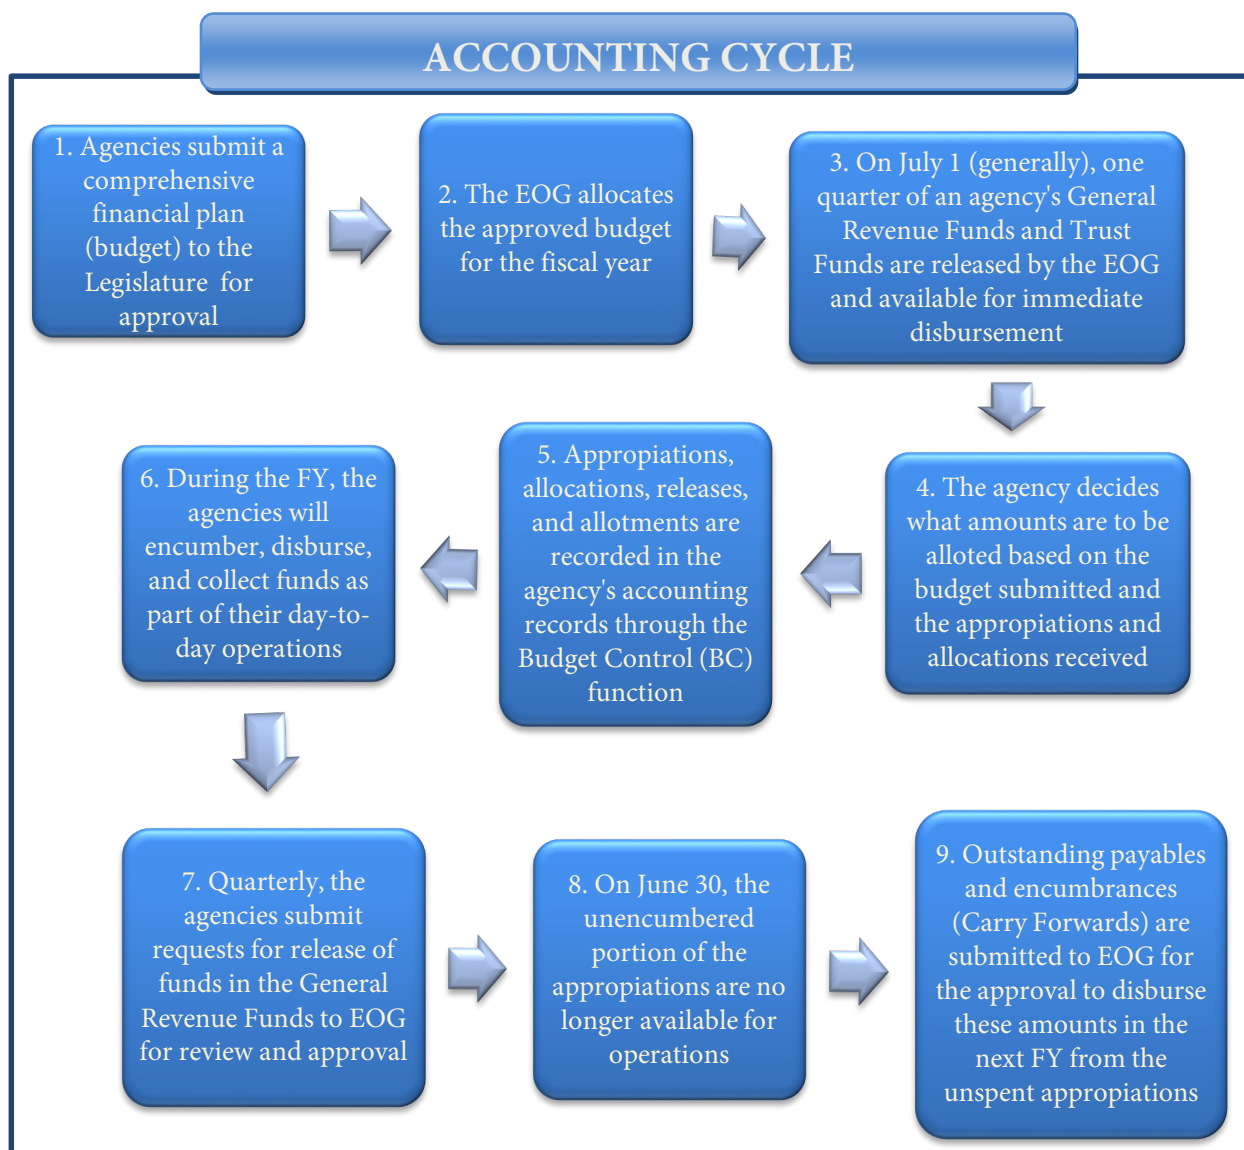 ACCOUNTING CYCLE
1. Agencies submit a
comprehensive
financial plan
(budget) to the
Legislature for
approval
2. The EOG allocates
the approved budget
for the fiscal year
3. On July 1 (generally), one
quarter of an agency's General
Revenue Funds and Trust
Funds are released by the EOG
and available for immediate
disbursement
4. The agency decides
what amounts are to be
alloted based on the
budget submitted and
the appropiations and
allocations received
5. Appropiations,
allocations, releases,
and allotments are
recorded in the
agency's accounting
records through the
Budget Control (BC)
function
6. During the FY, the
agencies will
encumber, disburse,
and collect funds as
part of their day-to-
day operations
7. Quarterly, the
agencies submit
requests for release of
funds in the General
Revenue Funds to EOG
for review and approval
8. On June 30, the
unencumbered
portion of the
appropiations are no
longer available for
operations
9. Outstanding payables
and encumbrances
(Carry Forwards) are
submitted to EOG for
the approval to disburse
these amounts in the
next FY from the
unspent appropiations